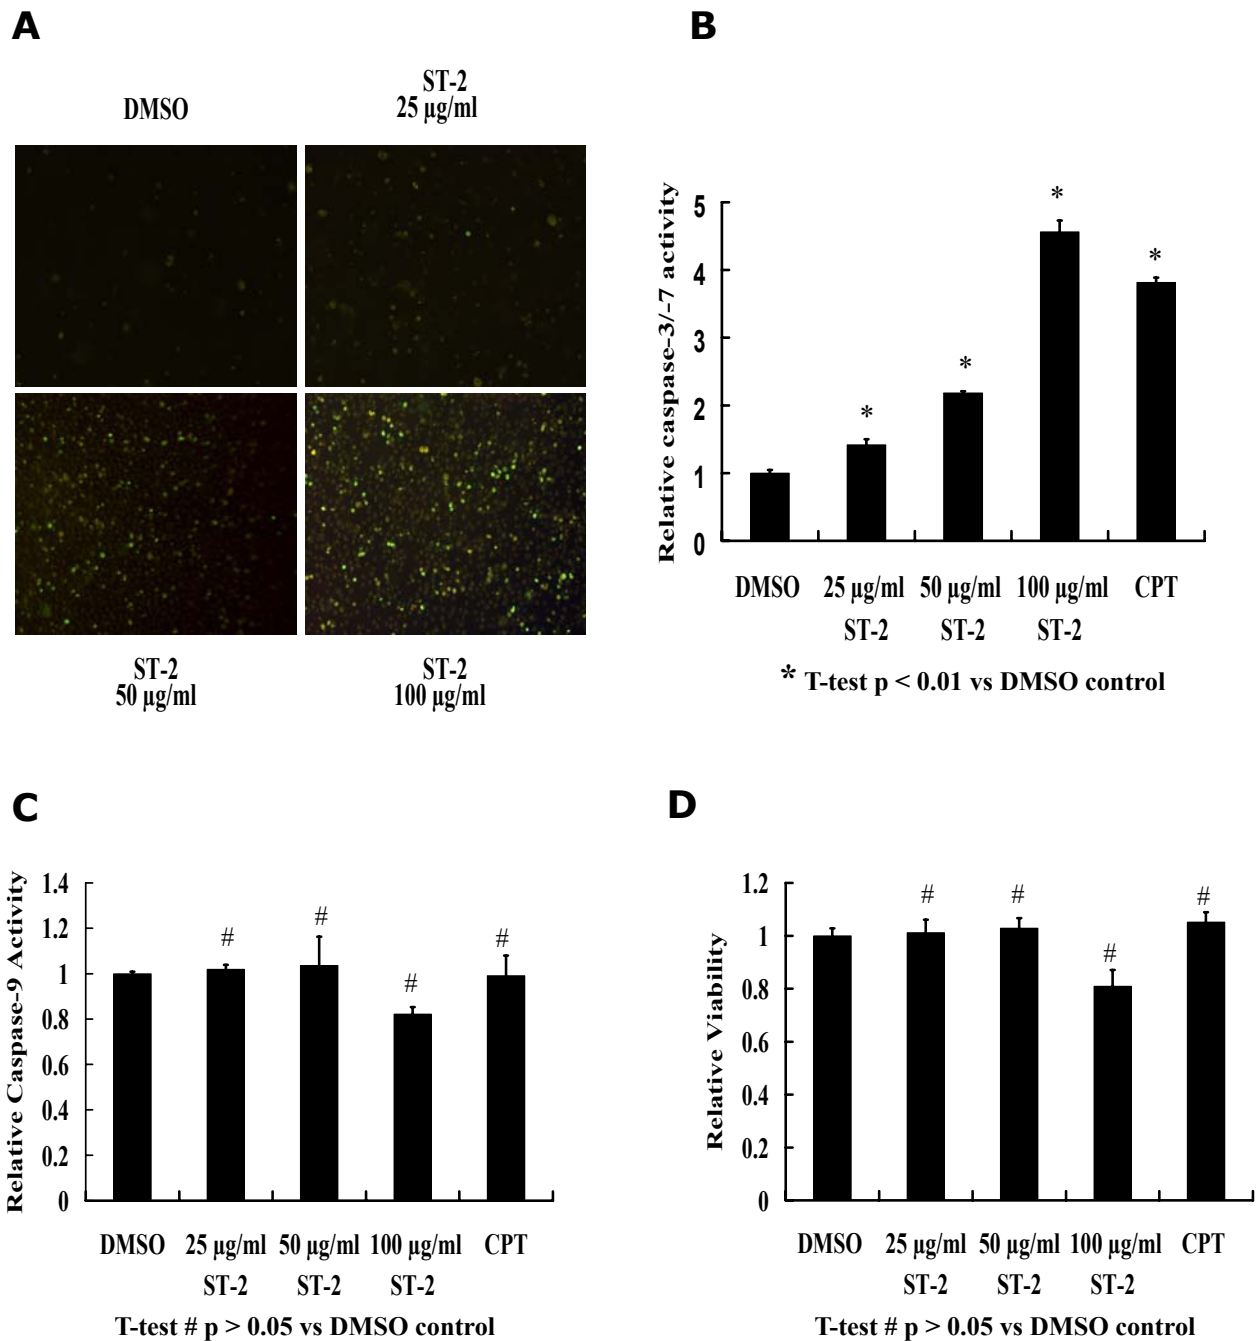 A
DMSO
ST-2
25 µg/ml
ST-2
50 µg/ml
ST-2
100 µg/ml
B
Relative caspase-3/-7 activity
5
4
3
2
1
0
*
*
*
*
DMSO 25 µg/ml 50 µg/ml 100 µg/ml CPT
ST-2 ST-2 ST-2
* T-test p < 0.01 vs DMSO control
C
Relative Caspase-9 Activity
1.4
1.2
1
0.8
0.6
0.4
0.2
0
#
#
#
#
DMSO 25 µg/ml 50 µg/ml 100 µg/ml CPT
ST-2 ST-2 ST-2
T-test # p > 0.05 vs DMSO control
D
Relative Viability
1.2
1
0.8
0.6
0.4
0.2
0
#
#
#
#
DMSO 25 µg/ml 50 µg/ml 100 µg/ml CPT
ST-2 ST-2 ST-2
T-test # p > 0.05 vs DMSO control